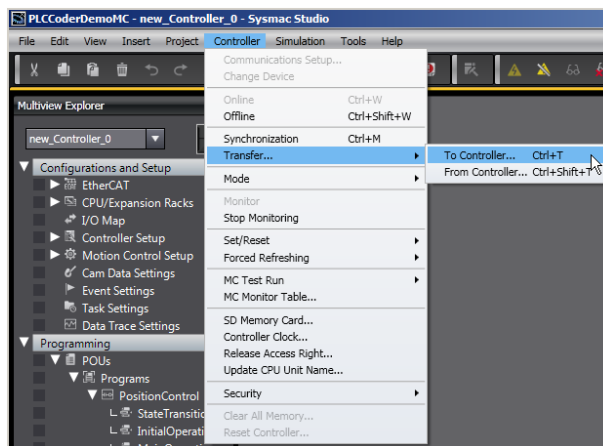 PLCCoderDemoMC - new_Controller_0 - Sysmac Studio
File Edit View Insert Project Controller Simulation Tools Help
Communications Setup...
Change Device
Multiview Explorer
Online Ctrl+W
new_Controller_0
Offline Ctrl+Shift+W
Synchronization Ctrl+M
Configurations and Setup
Transfer...
To Controller... Ctrl+T
From Controller... Ctrl+Shift+T
EtherCAT
Mode
CPU/Expansion Racks
I/O Map
Monitor
Stop Monitoring
Controller Setup
Set/Reset
Motion Control Setup
Forced Refreshing
Cam Data Settings
Event Settings
MC Test Run
MC Monitor Table...
Task Settings
Data Trace Settings
SD Memory Card...
Programming
Controller Clock...
POUs
Release Access Right...
Update CPU Unit Name...
Programs
PositionControl
Security
StateTransitio
Clear All Memory...
InitialOperati
Reset Controller...